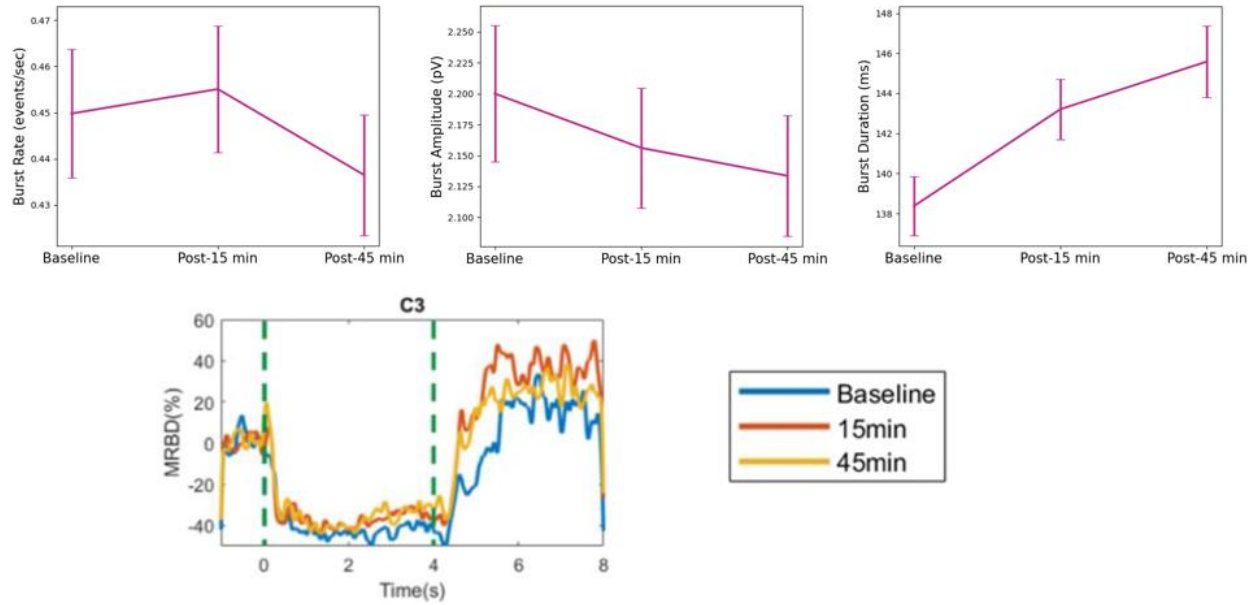 Burst Rate (events/sec)
0.47
0.46
0.45
0.44
0.43
Baseline
Post-15 min
Post-45 min
Burst Amplitude (pV)
2.250
2.225
2.200
2.175
2.150
2.125
2.100
Baseline
Post-15 min
Post-45 min
Burst Duration (ms)
148
146
144
142
140
138
Baseline
Post-15 min
Post-45 min
C3
MRBD(%)
60
40
20
0
-20
-40
0
2
4
6
8
Time(s)
Baseline
15min
45min